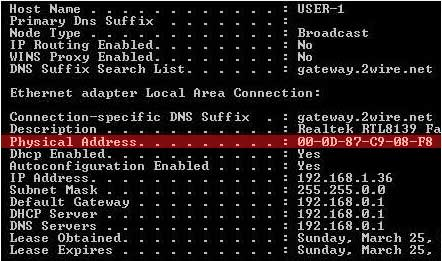 Host Name . . . . . . . . . . . . : USER-1
Primary Dns Suffix . . . . . . . :
Node Type . . . . . . . . . . . . : Broadcast
IP Routing Enabled. . . . . . . . : No
WINS Proxy Enabled. . . . . . . . : No
DNS Suffix Search List. . . . . . : gateway.2wire.net
Ethernet adapter Local Area Connection:
Connection-specific DNS Suffix . : gateway.2wire.net
Description . . . . . . . . . . . : Realtek RTL8139 Fa
Physical Address. . . . . . . . . : 00-0D-87-C9-08-F8
Dhcp Enabled. . . . . . . . . . . : Yes
Autoconfiguration Enabled . . . . : Yes
IP Address. . . . . . . . . . . . : 192.168.1.36
Subnet Mask . . . . . . . . . . . : 255.255.0.0
Default Gateway . . . . . . . . . : 192.168.0.1
DHCP Server . . . . . . . . . . . : 192.168.0.1
DNS Servers . . . . . . . . . . . : 192.168.0.1
Lease Obtained. . . . . . . . . . : Sunday, March 25,
Lease Expires . . . . . . . . . . : Sunday, March 25,